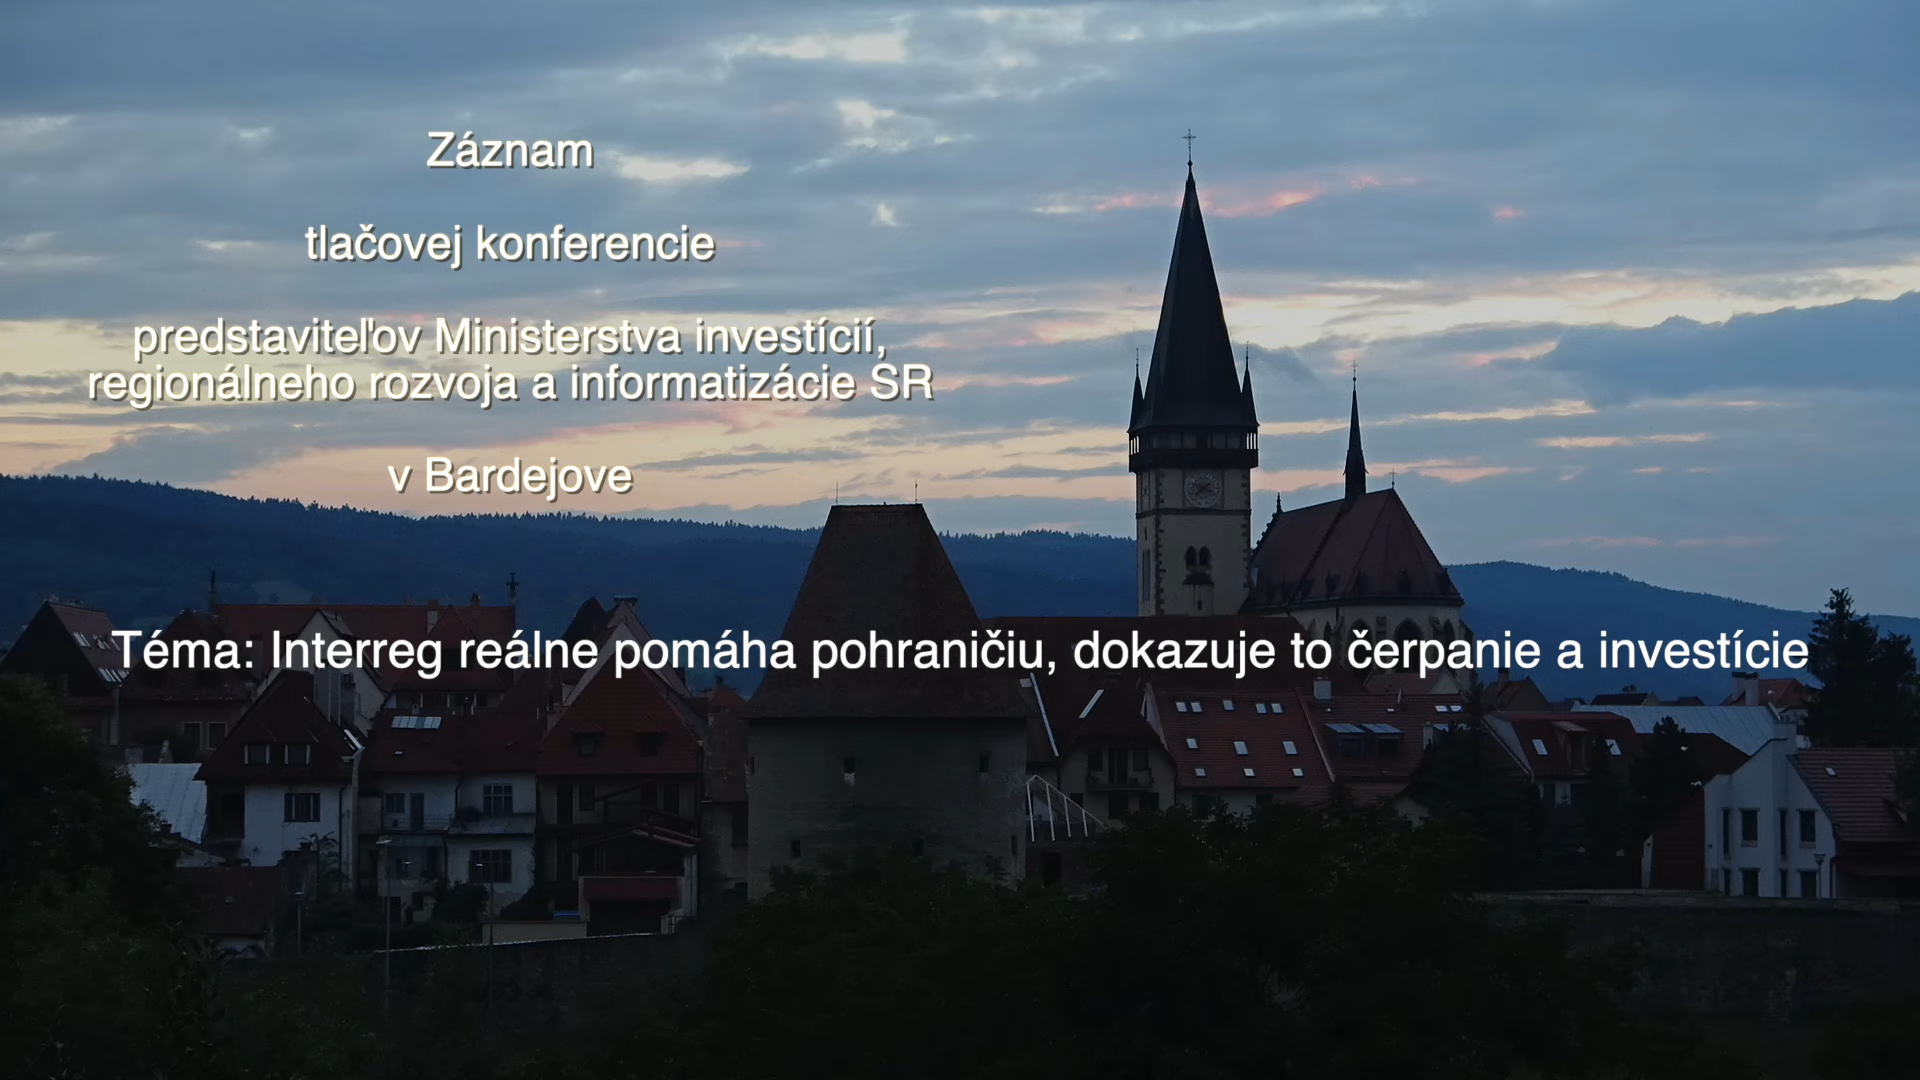 Záznam
tlačovej konferencie
predstaviteľov Ministerstva investícií,
regionálneho rozvoja a informatizácie SR
v Bardejove
Téma: Interreg reálne pomáha pohraničiu, dokazuje to čerpanie a investície